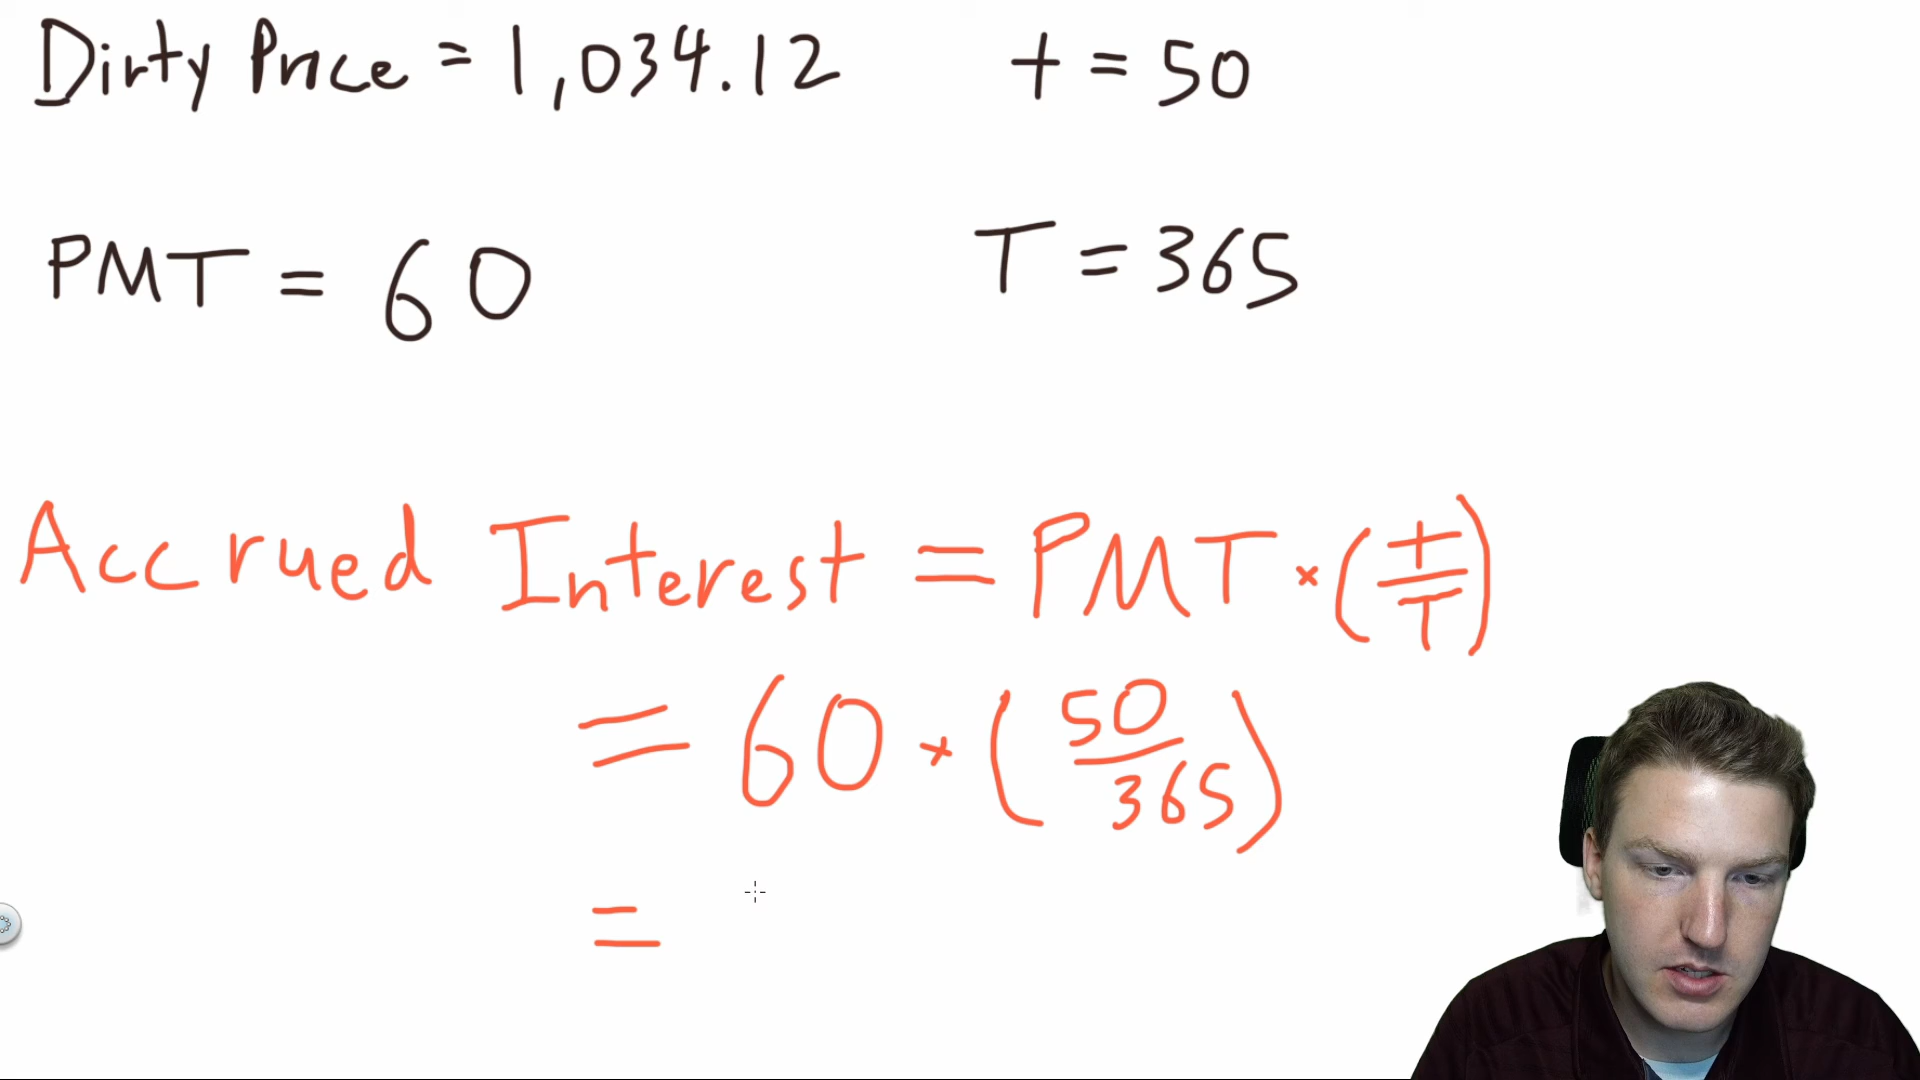 Dirty Price = 1,034.12 t = 50
PMT = 60 T = 365
Accrued Interest = PMT * (t/T)
= 60 * (50/365)
=